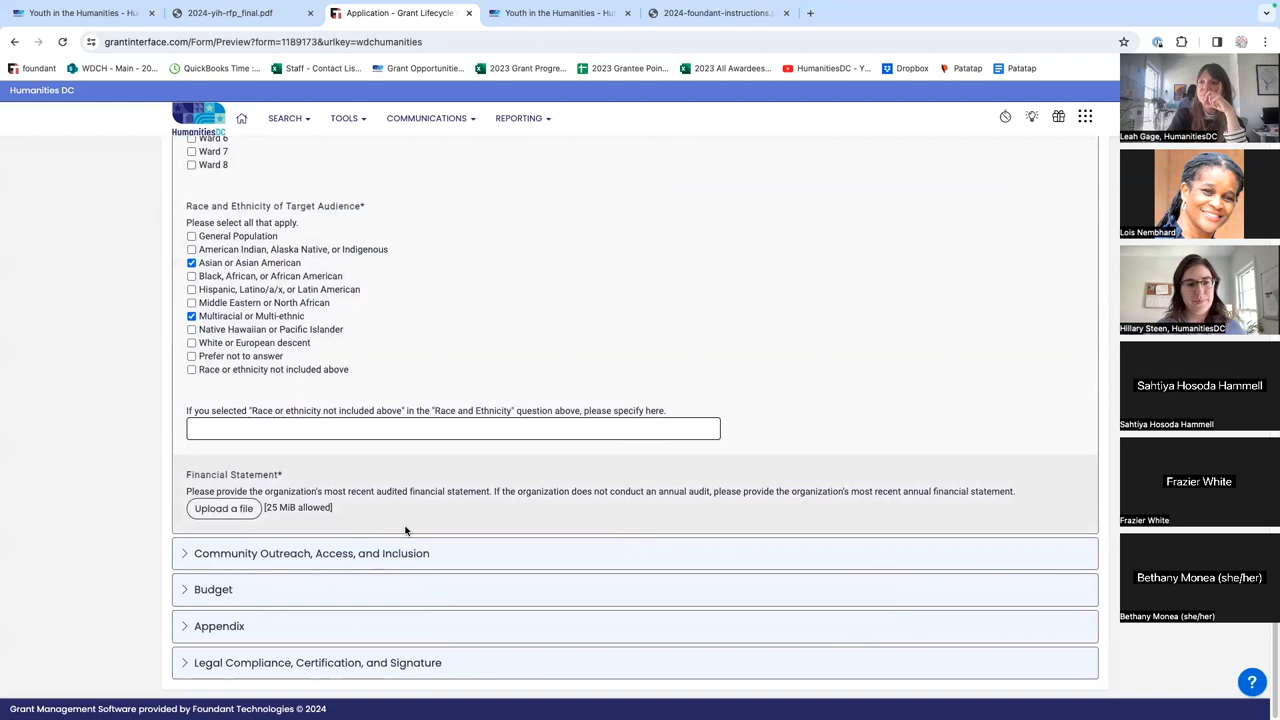 Youth in the Humanities - Hu
2024-yih-rfp_final.pdf
Application - Grant Lifecycle
Youth in the Humanities - Hu
2024-foundant-instructions.
grantinterface.com/Form/Preview?form=1189173&urlkey=wdchumanities
foundant
WDCH - Main - 20...
QuickBooks Time :...
Staff - Contact Lis...
Grant Opportunitie...
2023 Grant Progre...
2023 Grantee Poin...
2023 All Awardees...
HumanitiesDC - Y...
Dropbox
Patatap
Patatap
Humanities DC
HumanitiesDC
SEARCH
TOOLS
COMMUNICATIONS
REPORTING
Ward 6
Ward 7
Ward 8
Race and Ethnicity of Target Audience*
Please select all that apply.
General Population
American Indian, Alaska Native, or Indigenous
Asian or Asian American
Black, African, or African American
Hispanic, Latino/a/x, or Latin American
Middle Eastern or North African
Multiracial or Multi-ethnic
Native Hawaiian or Pacific Islander
White or European descent
Prefer not to answer
Race or ethnicity not included above
If you selected "Race or ethnicity not included above" in the "Race and Ethnicity" question above, please specify here.
Financial Statement*
Please provide the organization's most recent audited financial statement. If the organization does not conduct an annual audit, please provide the organization's most recent annual financial statement.
Upload a file [25 MiB allowed]
Community Outreach, Access, and Inclusion
Budget
Appendix
Legal Compliance, Certification, and Signature
Grant Management Software provided by Foundant Technologies © 2024
?
Leah Gage, HumanitiesDC
Lois Nembhard
Hillary Steen, HumanitiesDC
Sahtiya Hosoda Hammell
Sahtiya Hosoda Hammell
Frazier White
Frazier White
Bethany Monea (she/her)
Bethany Monea (she/her)